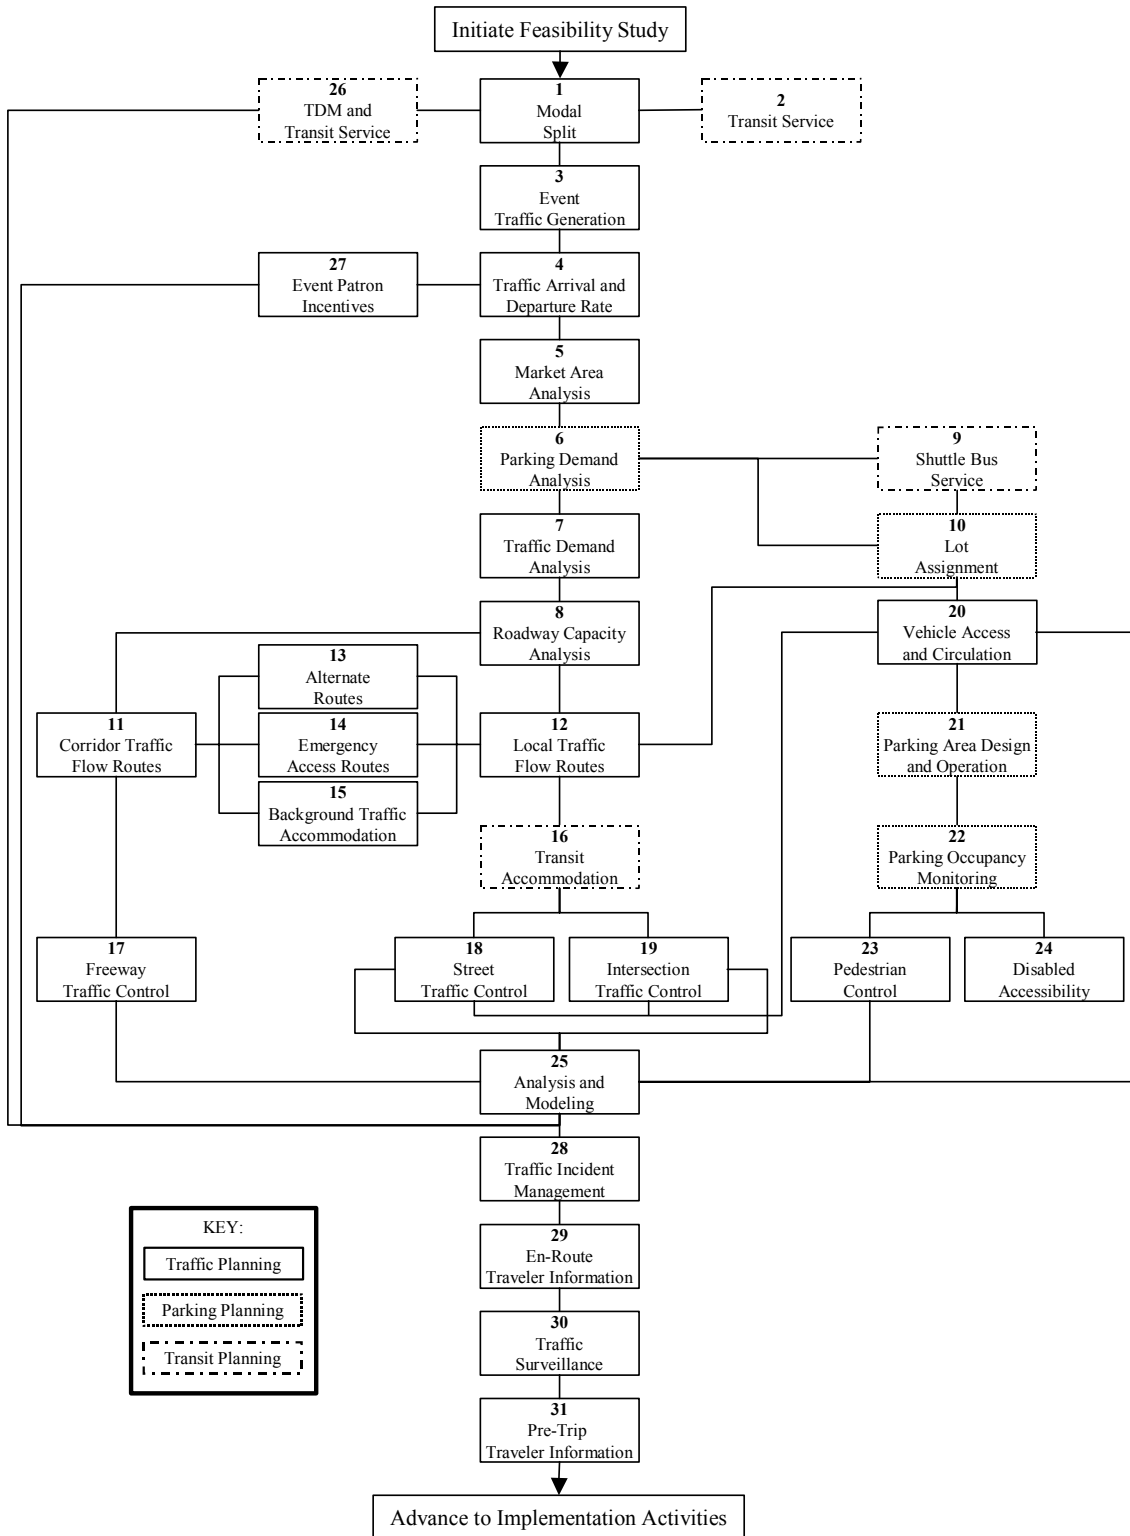 Initiate Feasibility Study
26
TDM and
Transit Service
1
Modal
Split
2
Transit Service
3
Event
Traffic Generation
27
Event Patron
Incentives
4
Traffic Arrival and
Departure Rate
5
Market Area
Analysis
6
Parking Demand
Analysis
9
Shuttle Bus
Service
7
Traffic Demand
Analysis
10
Lot
Assignment
8
Roadway Capacity
Analysis
20
Vehicle Access
and Circulation
13
Alternate
Routes
11
Corridor Traffic
Flow Routes
14
Emergency
Access Routes
12
Local Traffic
Flow Routes
21
Parking Area Design
and Operation
15
Background Traffic
Accommodation
16
Transit
Accommodation
22
Parking Occupancy
Monitoring
17
Freeway
Traffic Control
18
Street
Traffic Control
19
Intersection
Traffic Control
23
Pedestrian
Control
24
Disabled
Accessibility
25
Analysis and
Modeling
28
Traffic Incident
Management
29
En-Route
Traveler Information
30
Traffic
Surveillance
31
Pre-Trip
Traveler Information
Advance to Implementation Activities
KEY:
Traffic Planning
Parking Planning
Transit Planning